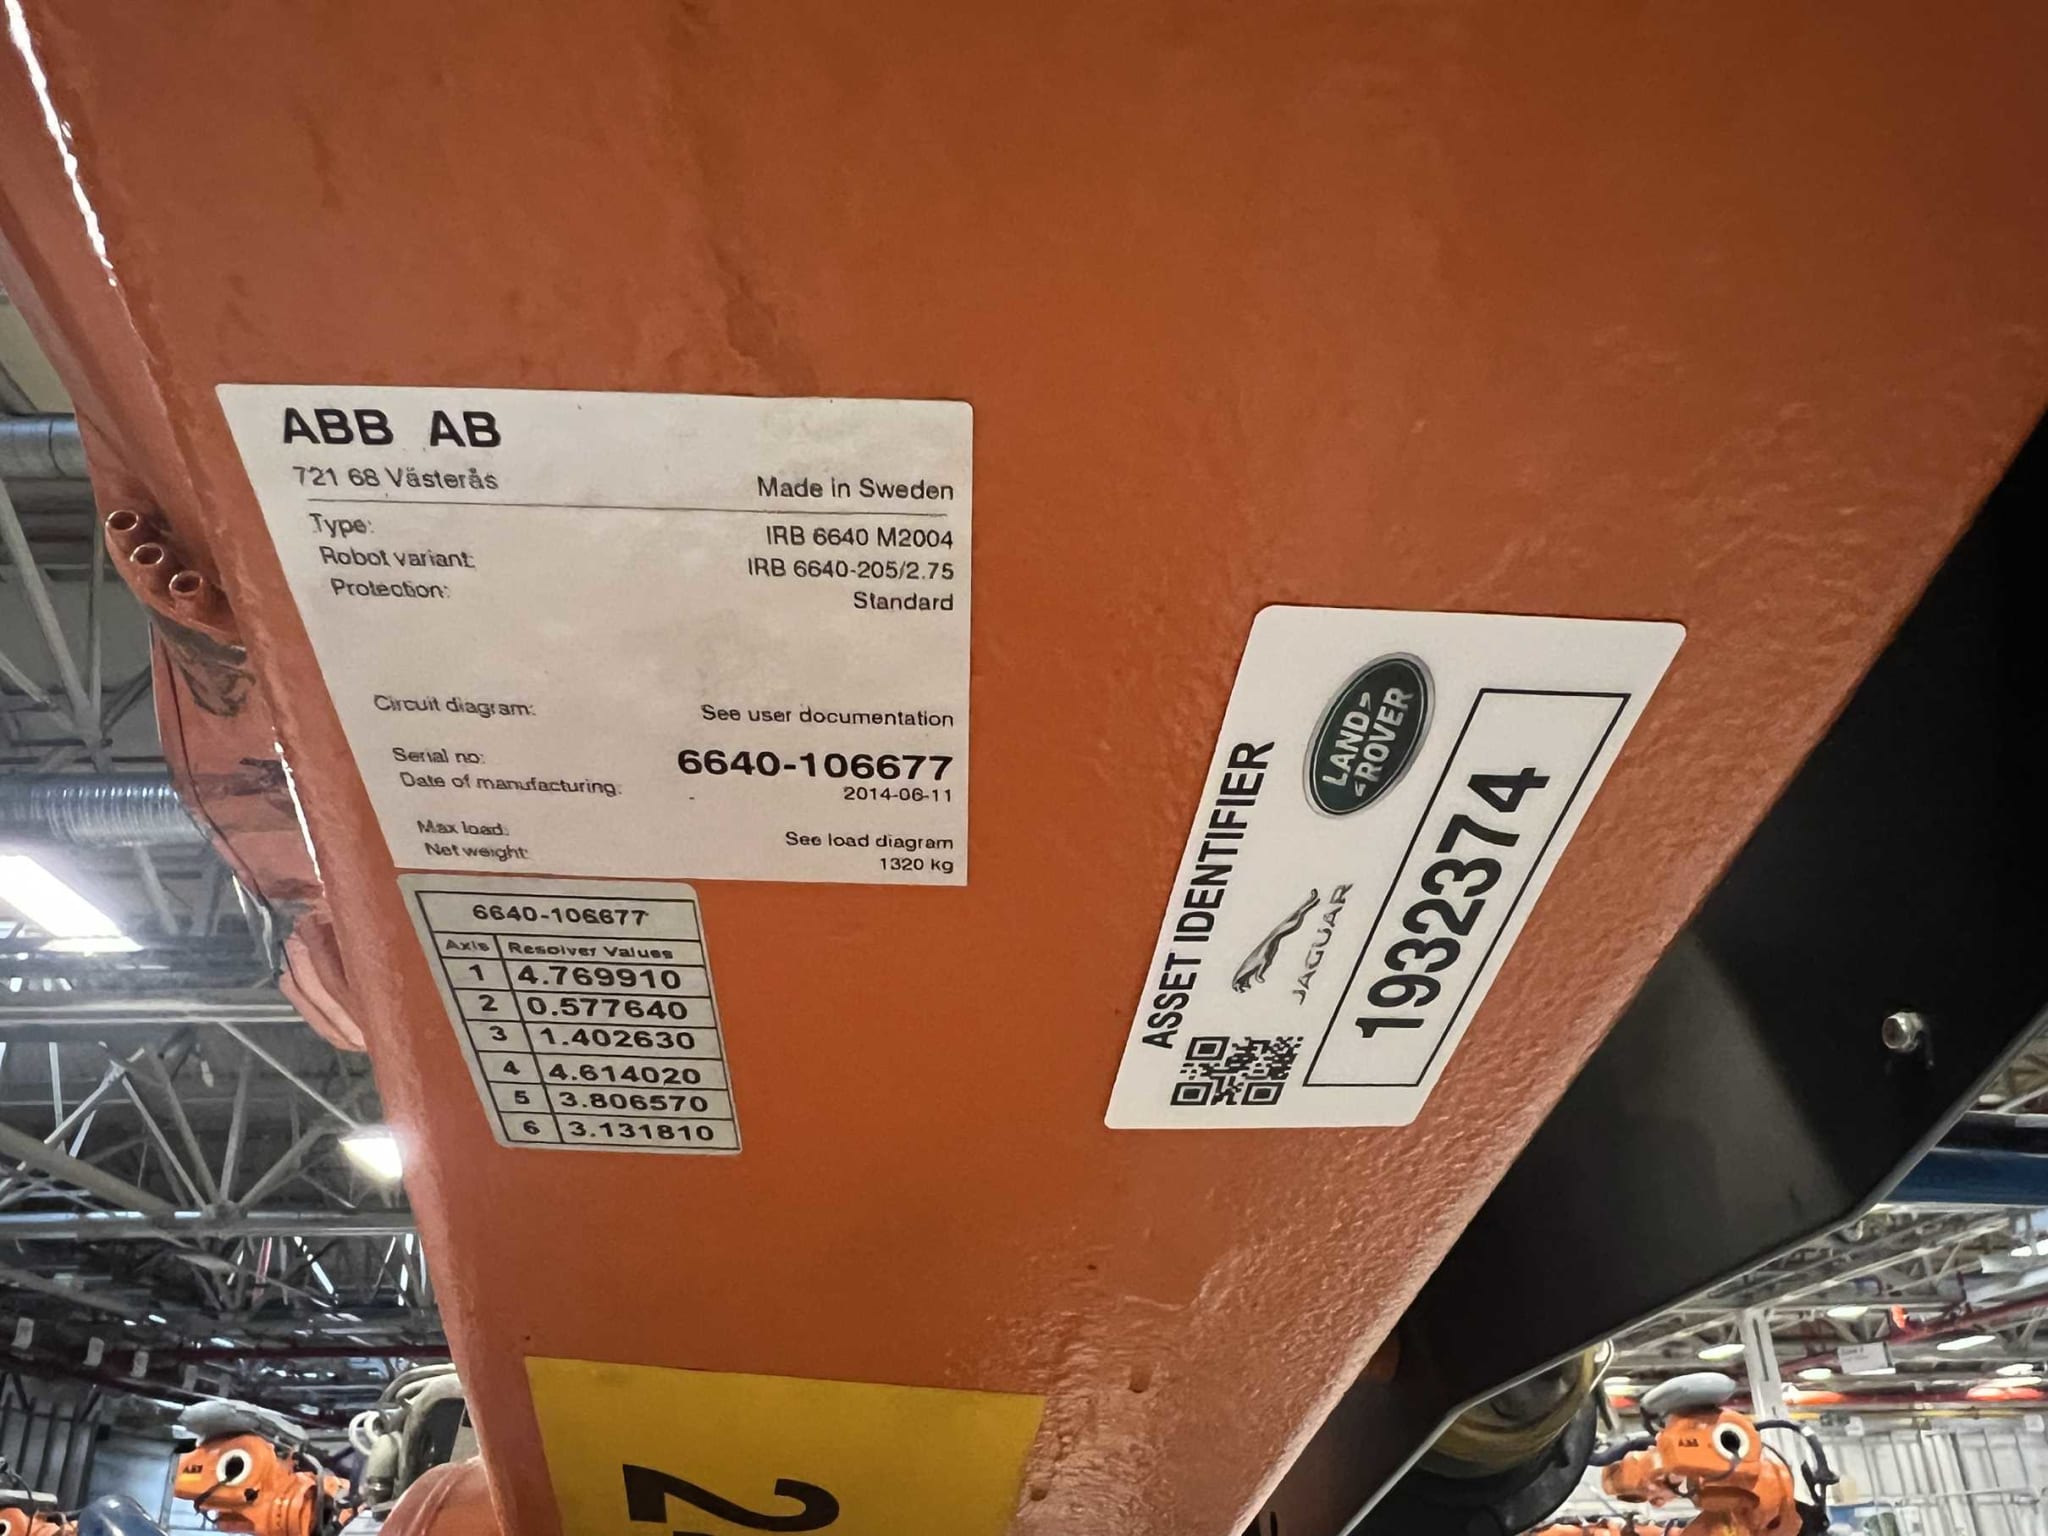 ABB AB
721 68 Västerås
Made in Sweden
Type: IRB 6640 M2004
Robot variant: IRB 6640-205/2.75
Protection: Standard
Circuit diagram: See user documentation
Serial no: 6640-106677
Date of manufacturing: 2014-06-11
Max load: See load diagram
Net weight: 1320 kg
6640-106677
Axis Resolver Values
1 4.769910
2 0.577640
3 1.402630
4 4.614020
5 3.806570
6 3.131810
ASSET IDENTIFIER
JAGUAR
LAND
ROVER
1932374
2
ABB
ABB